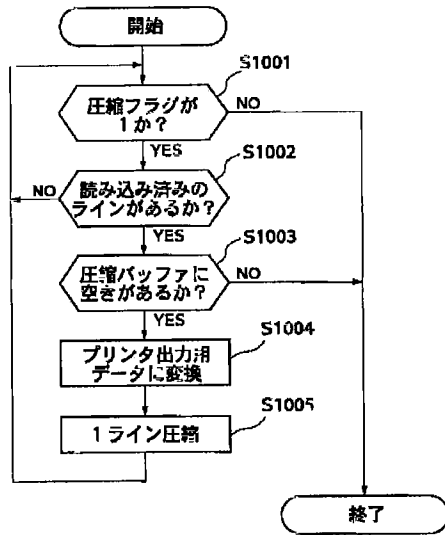 開始
S1001
圧縮フラグが
1か？
NO
YES
S1002
読み込み済みの
ラインがあるか？
NO
YES
S1003
圧縮バッファに
空きがあるか？
NO
YES
S1004
プリンタ出力用
データに変換
S1005
1ライン圧縮
終了